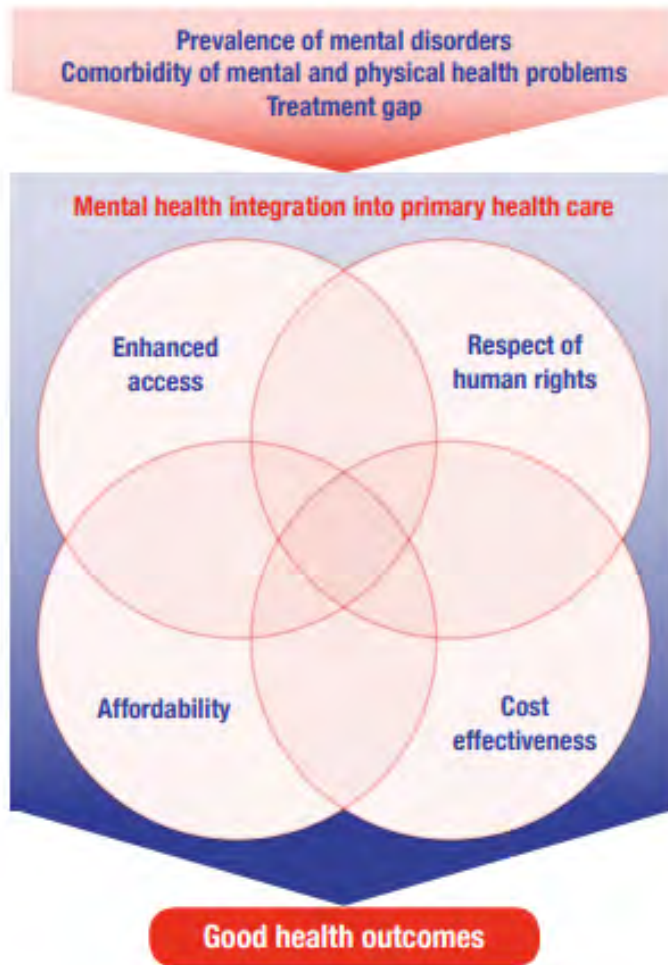 Prevalence of mental disorders
Comorbidity of mental and physical health problems
Treatment gap
Mental health integration into primary health care
Enhanced
access
Respect of
human rights
Affordability
Cost
effectiveness
Good health outcomes